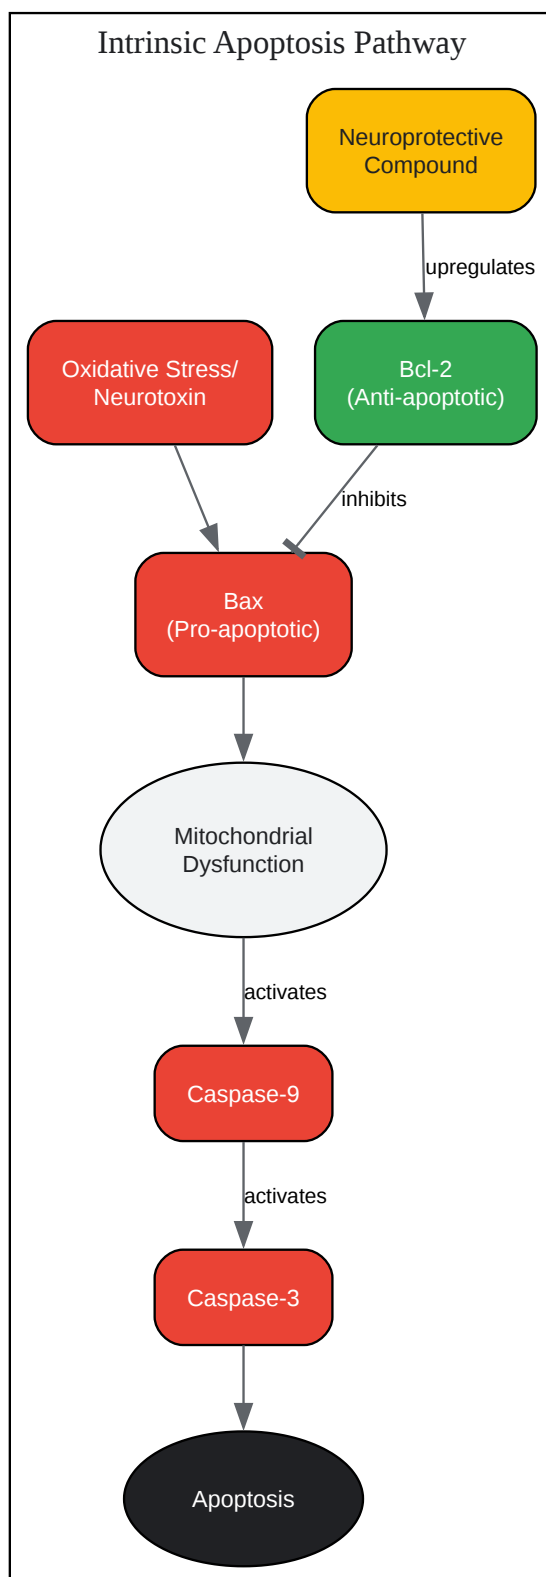 Intrinsic Apoptosis Pathway
Neuroprotective
Compound
upregulates
Oxidative Stress/
Neurotoxin
Bcl-2
(Anti-apoptotic)
inhibits
Bax
(Pro-apoptotic)
Mitochondrial
Dysfunction
activates
Caspase-9
activates
Caspase-3
Apoptosis